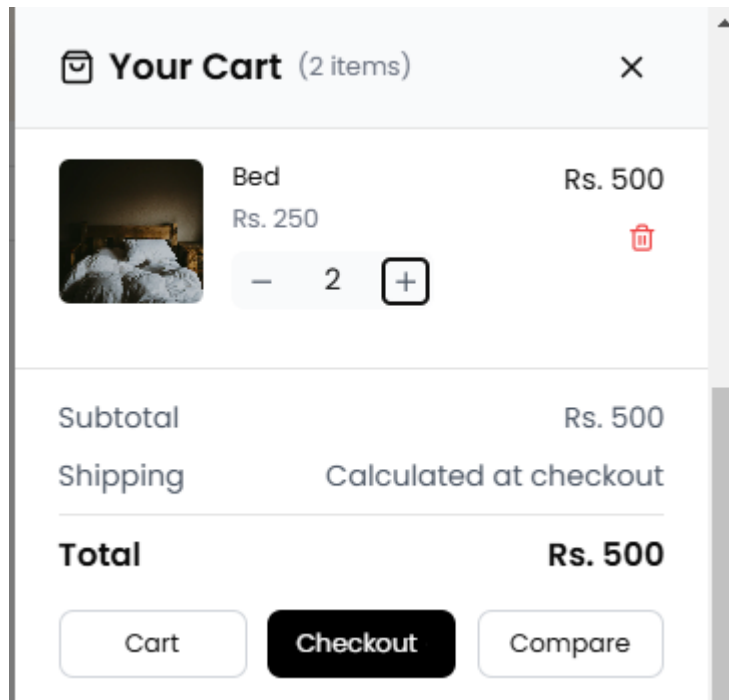 Your Cart (2 items)
Bed
Rs. 500
Rs. 250
− 2 +
Subtotal Rs. 500
Shipping Calculated at checkout
Total Rs. 500
Cart Checkout Compare